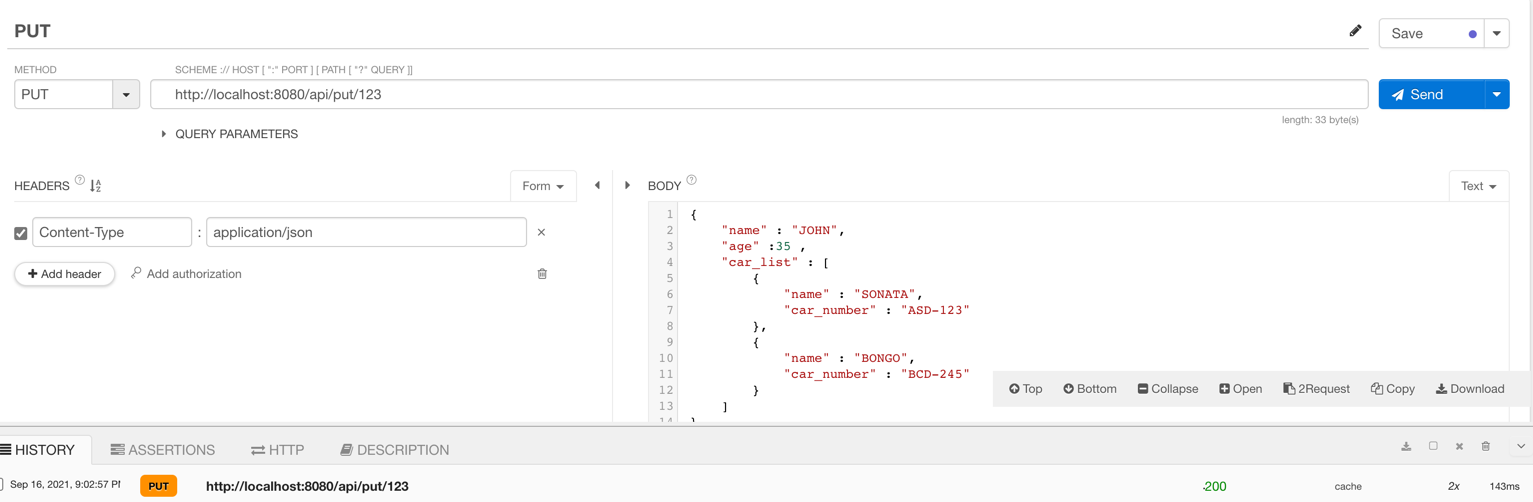 PUT
Save
METHOD
SCHEME :// HOST [ ":" PORT ] [ PATH [ "?" QUERY ]]
PUT
http://localhost:8080/api/put/123
Send
length: 33 byte(s)
QUERY PARAMETERS
HEADERS ?
Form
BODY ?
Text
Content-Type : application/json
+ Add header
Add authorization
1 {
2 "name" : "JOHN",
3 "age" :35 ,
4 "car_list" : [
5 {
6 "name" : "SONATA",
7 "car_number" : "ASD-123"
8 },
9 {
10 "name" : "BONGO",
11 "car_number" : "BCD-245"
12 }
13 ]
14 }
Top Bottom Collapse Open 2Request Copy Download
HISTORY ASSERTIONS HTTP DESCRIPTION
Sep 16, 2021, 9:02:57 PM PUT http://localhost:8080/api/put/123 200 cache 2x 143ms